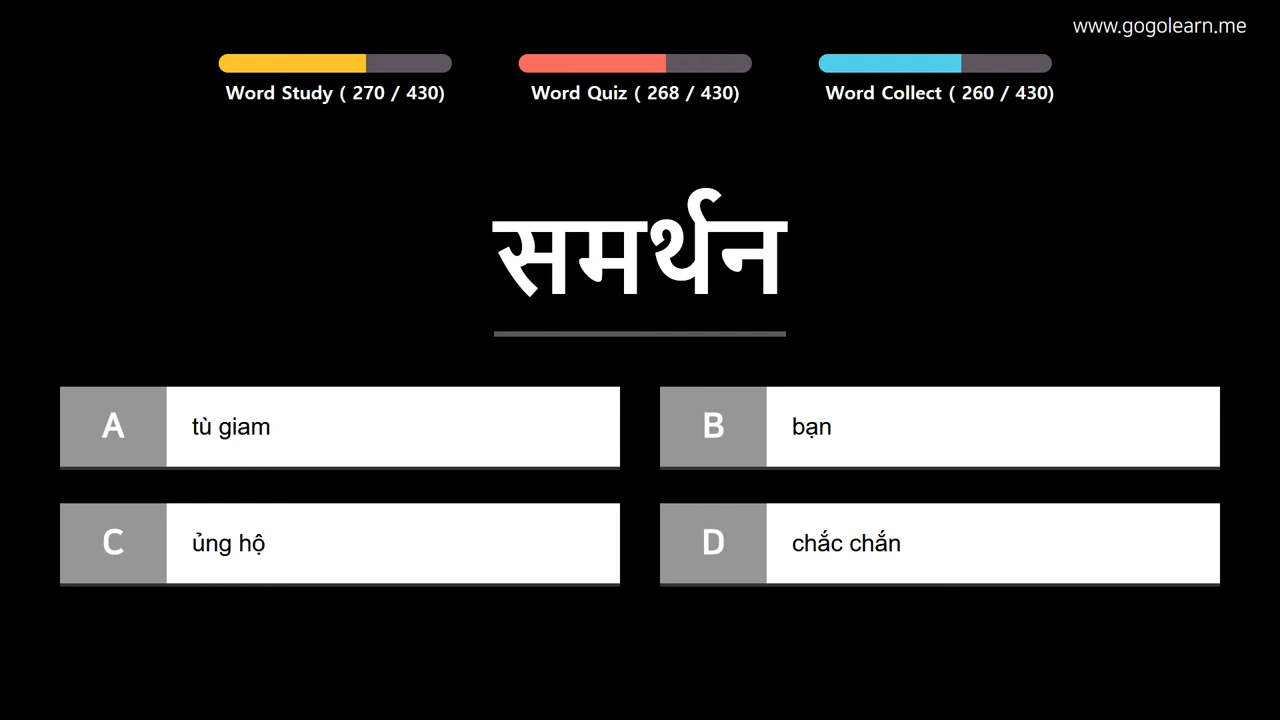 www.gogolearn.me
Word Study ( 270 / 430)
Word Quiz ( 268 / 430)
Word Collect ( 260 / 430)
समर्थन
A tù giam
B bạn
C ủng hộ
D chắc chắn